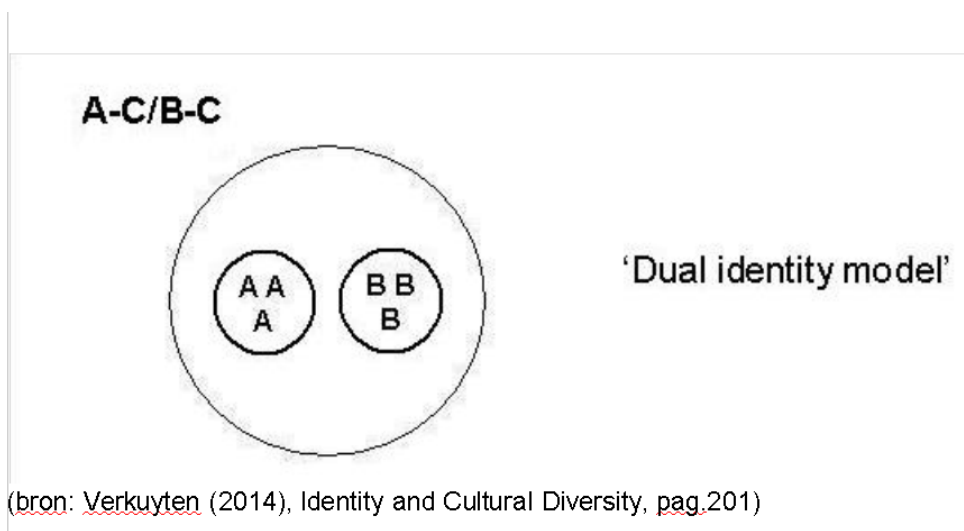 A-C/B-C
A A
A
B B
B
‘Dual identity model’
(bron: Verkuyten (2014), Identity and Cultural Diversity, pag.201)